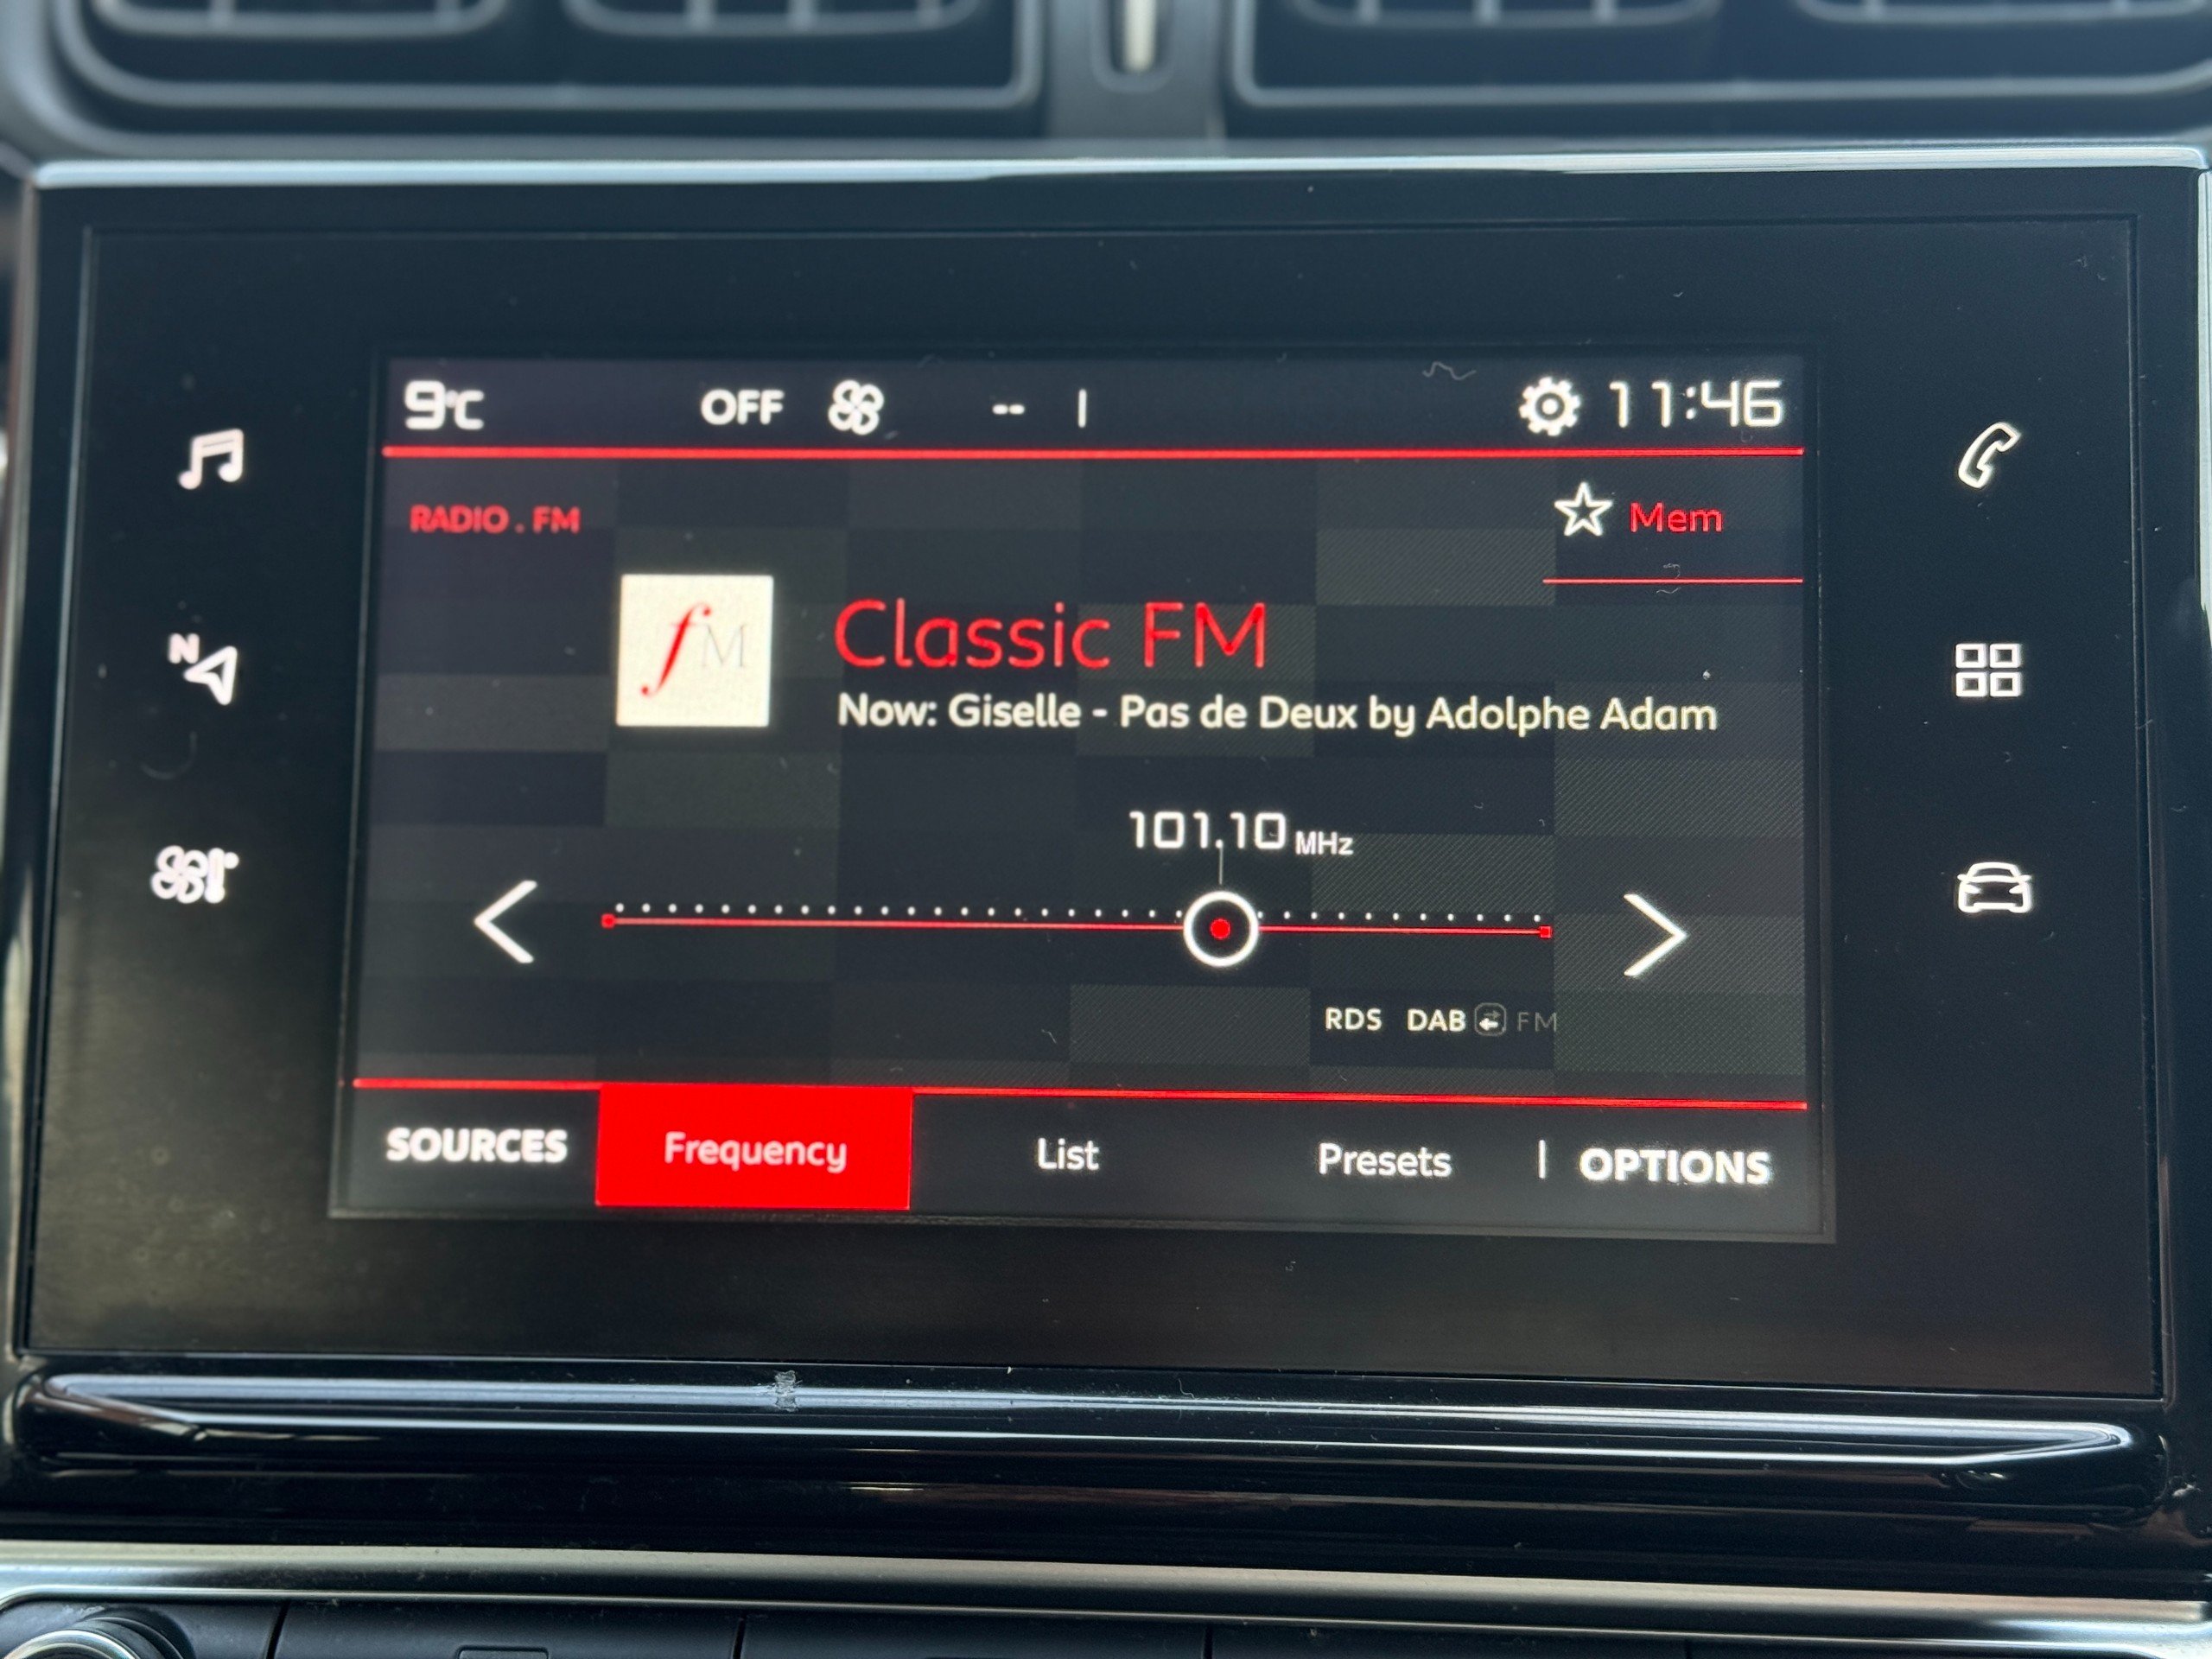 9°C OFF -- | 11:46
RADIO . FM
Mem
fM
Classic FM
Now: Giselle - Pas de Deux by Adolphe Adam
N
101.10 MHz
RDS DAB FM
SOURCES Frequency List Presets | OPTIONS